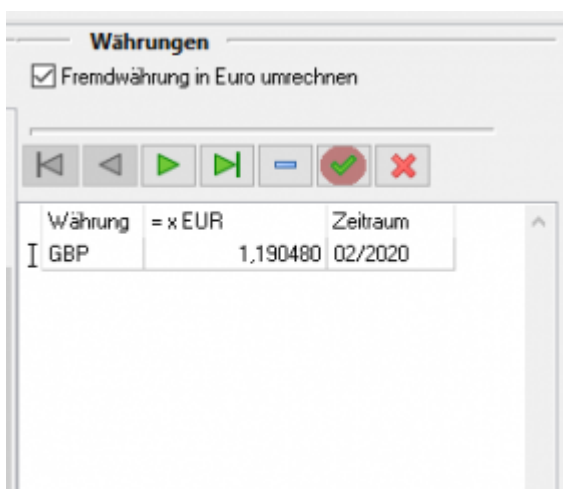 Währungen
Fremdwährung in Euro umrechnen
Währung = x EUR Zeitraum
GBP 1,190480 02/2020